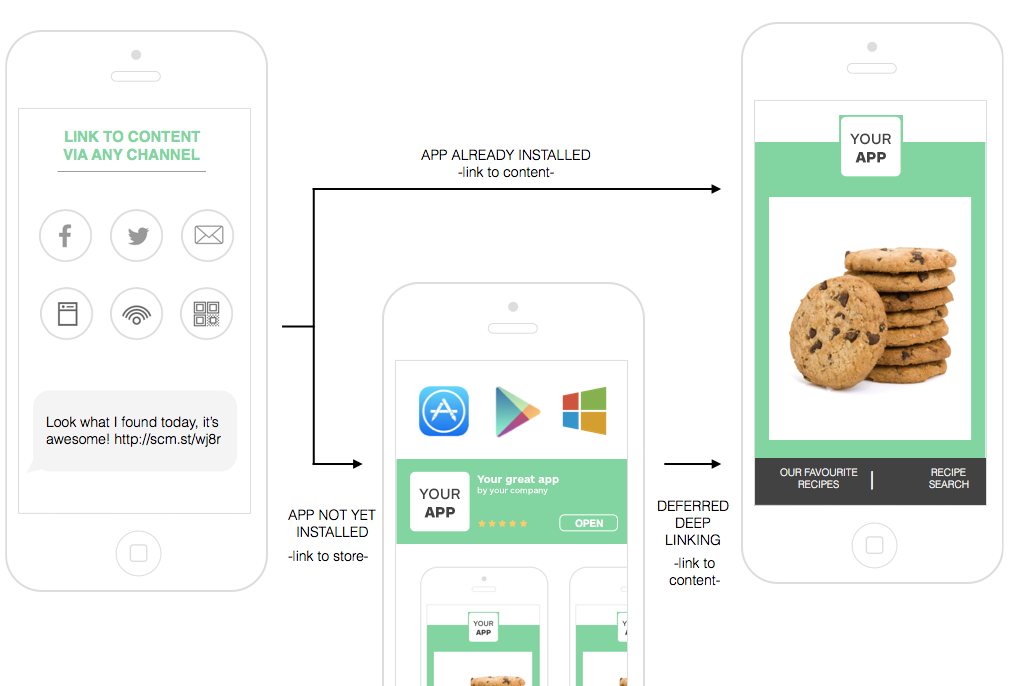 LINK TO CONTENT
VIA ANY CHANNEL
Look what I found today, it's
awesome! http://scm.st/wj8r
APP ALREADY INSTALLED
-link to content-
APP NOT YET
INSTALLED
-link to store-
YOUR
APP
Your great app
by your company
OPEN
YOUR
APP
Y
A
DEFERRED
DEEP
LINKING
-link to
content-
YOUR
APP
OUR FAVOURITE
RECIPES
RECIPE
SEARCH